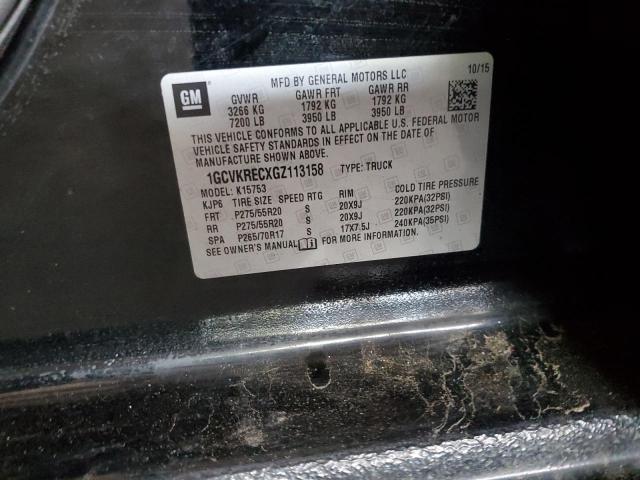 GM
MFD BY GENERAL MOTORS LLC
10/15
GVWR GAWR FRT GAWR RR
3266 KG 1792 KG 1792 KG
7200 LB 3950 LB 3950 LB
THIS VEHICLE CONFORMS TO ALL APPLICABLE U.S. FEDERAL MOTOR
VEHICLE SAFETY STANDARDS IN EFFECT ON THE DATE OF
MANUFACTURE SHOWN ABOVE.
1GCVKRECXGZ113158 TYPE: TRUCK
MODEL: K15753
KJP6 TIRE SIZE SPEED RTG RIM COLD TIRE PRESSURE
FRT P275/55R20 S 20X9J 220KPA(32PSI)
RR P275/55R20 S 20X9J 220KPA(32PSI)
SPA P265/70R17 S 17X7.5J 240KPA(35PSI)
SEE OWNER'S MANUAL FOR MORE INFORMATION.